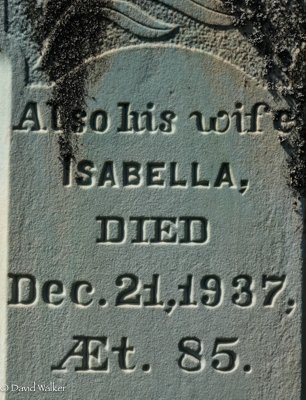 Also his wife
ISABELLA,
DIED
Dec. 21, 1937,
Æt. 85.
© David Walker